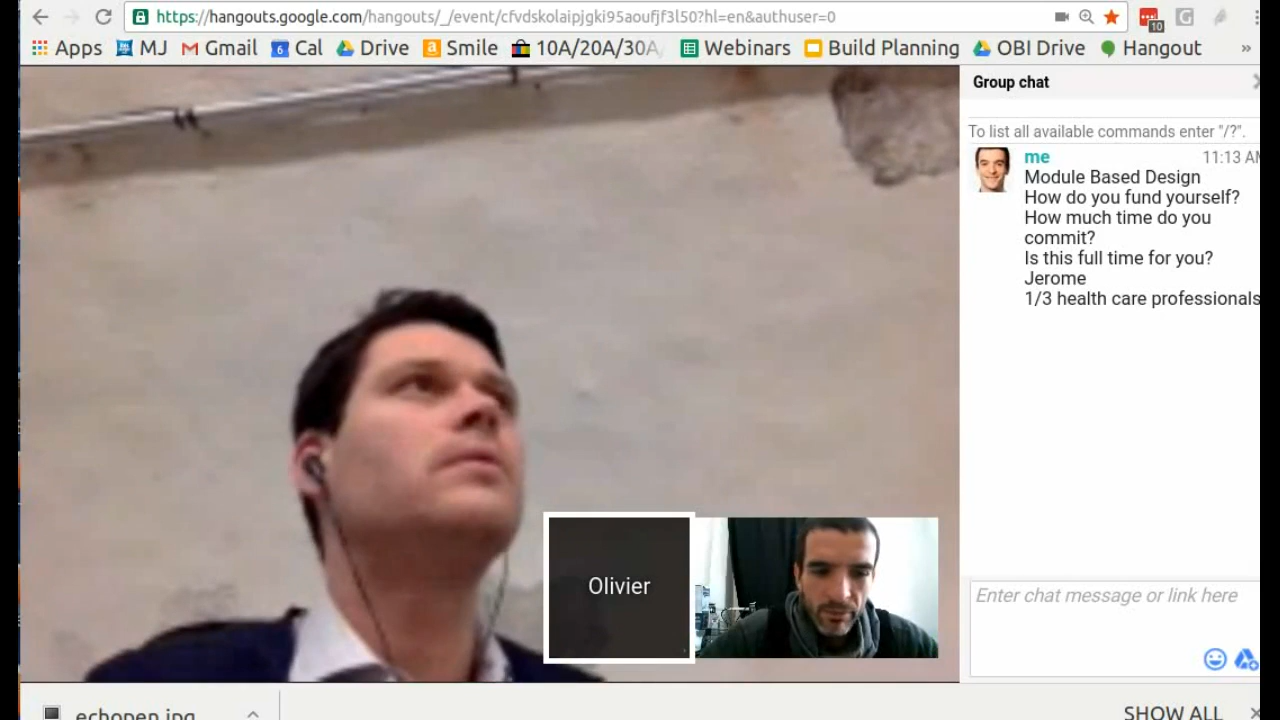 https://hangouts.google.com/hangouts/_/event/cfvdskolaipjgki95aoufjf3l50?hl=en&authuser=0
10
Apps MJ Gmail 6 Cal Drive a Smile 10A/20A/30A Webinars Build Planning OBI Drive Hangout »
Group chat
To list all available commands enter "/?".
me 11:13 AM
Module Based Design
How do you fund yourself?
How much time do you
commit?
Is this full time for you?
Jerome
1/3 health care professionals
Olivier
Enter chat message or link here
echopen.jpg
SHOW ALL